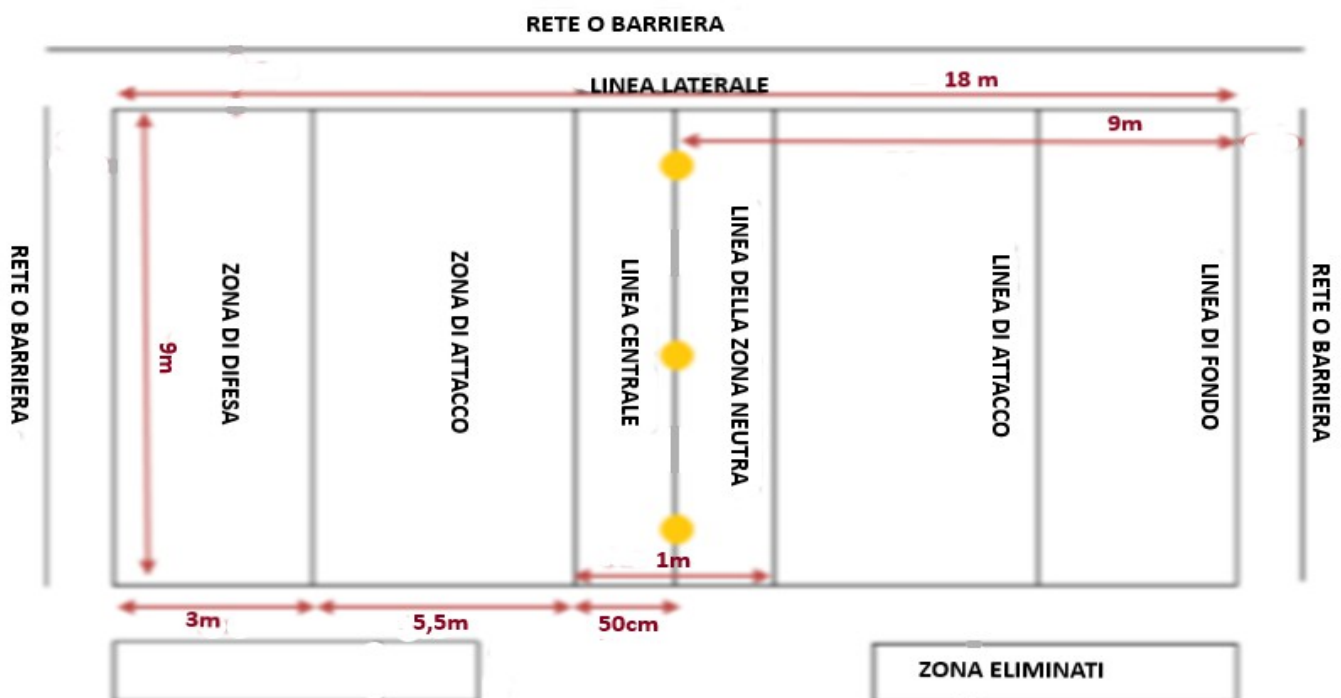 RETE O BARRIERA
LINEA LATERALE
18 m
9m
RETE O BARRIERA
9m
ZONA DI DIFESA
ZONA DI ATTACCO
LINEA CENTRALE
LINEA DELLA ZONA NEUTRA
LINEA DI ATTACCO
LINEA DI FONDO
RETE O BARRIERA
1m
3m
5,5m
50cm
ZONA ELIMINATI